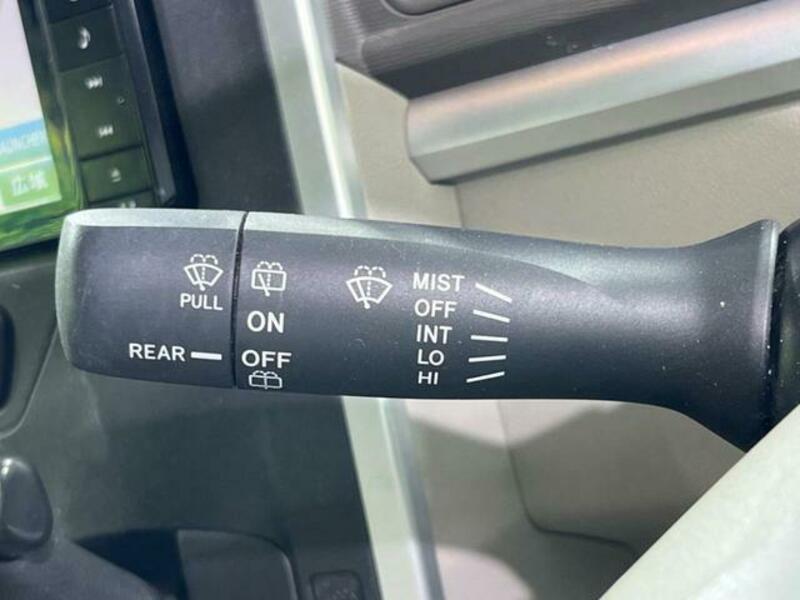 広域
PULL
REAR
ON
OFF
MIST
OFF
INT
LO
HI